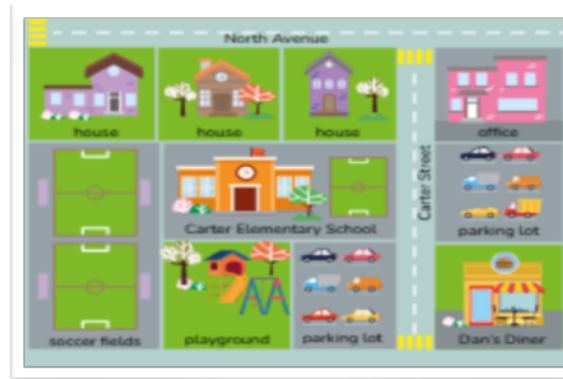 North Avenue
house
house
house
office
Carter Street
Carter Elementary School
parking lot
soccer fields
playground
parking lot
Dan's Diner